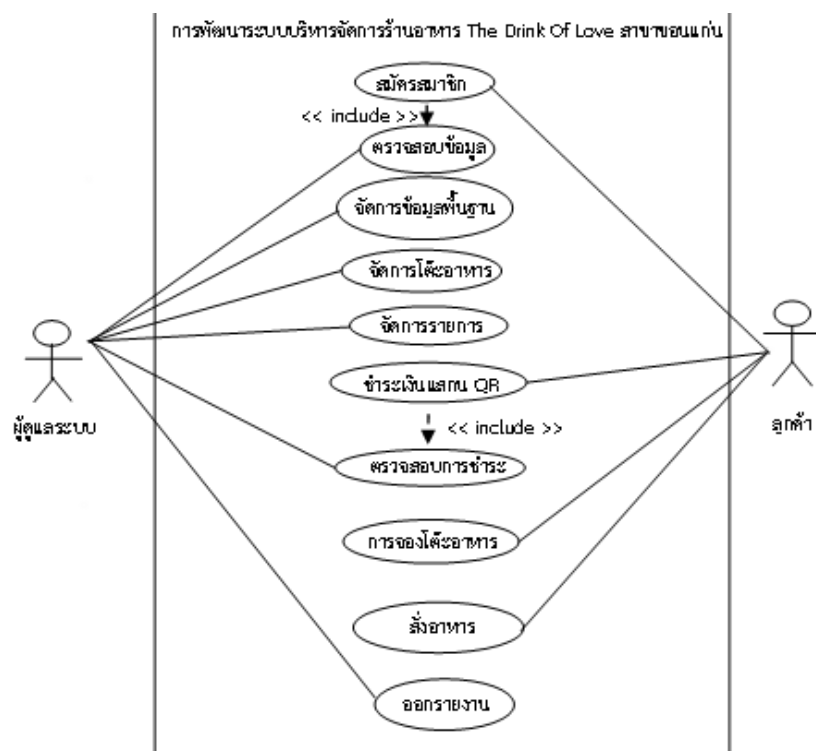 การพัฒนาระบบบริหารจัดการร้านอาหาร The Drink Of Love สาขาขอนแก่น
สมัครสมาชิก
<< include >>
ตรวจสอบข้อมูล
จัดการข้อมูลพื้นฐาน
จัดการโต๊ะอาหาร
จัดการรายการ
ชำระเงินแสกน QR
ผู้ดูแลระบบ
ลูกค้า
<< include >>
ตรวจสอบการชำระ
การจองโต๊ะอาหาร
สั่งอาหาร
ออกรายงาน